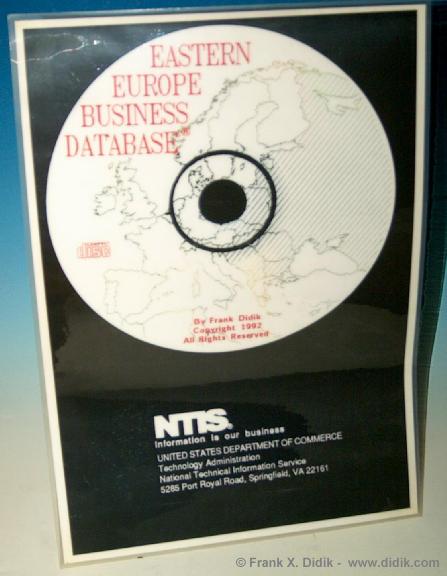 EASTERN
EUROPE
BUSINESS
DATABASE®
COMPACT
disc
By Frank Didik
Copyright 1992
All Rights Reserved
NTIS®
Information is our business
UNITED STATES DEPARTMENT OF COMMERCE
Technology Administration
National Technical Information Service
5285 Port Royal Road, Springfield, VA 22161
© Frank X. Didik - www.didik.com